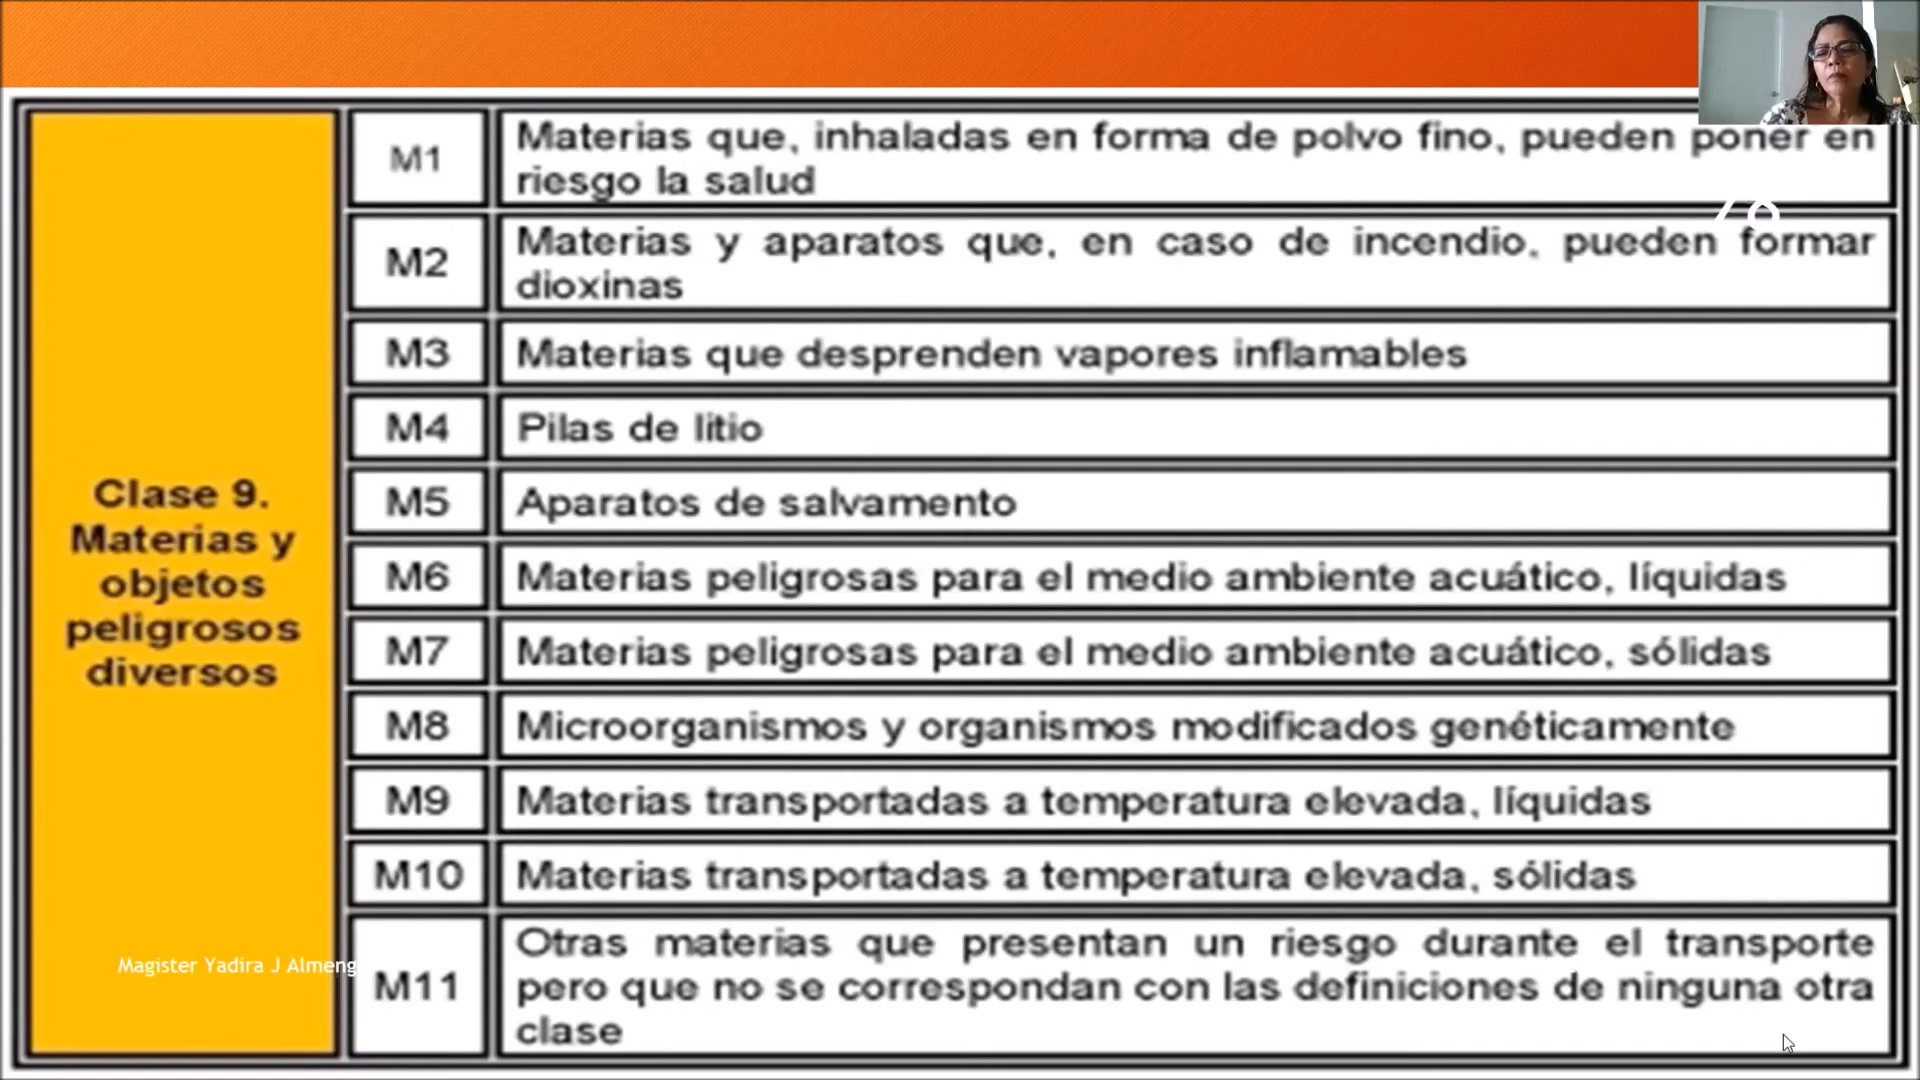 M1
Materias que, inhaladas en forma de polvo fino, pueden poner en
riesgo la salud
M2
Materias y aparatos que, en caso de incendio, pueden formar
dioxinas
M3
Materias que desprenden vapores inflamables
M4
Pilas de litio
Clase 9.
Materias y
objetos
peligrosos
diversos
M5
Aparatos de salvamento
M6
Materias peligrosas para el medio ambiente acuático, líquidas
M7
Materias peligrosas para el medio ambiente acuático, sólidas
M8
Microorganismos y organismos modificados genéticamente
M9
Materias transportadas a temperatura elevada, líquidas
M10
Materias transportadas a temperatura elevada, sólidas
M11
Otras materias que presentan un riesgo durante el transporte
pero que no se correspondan con las definiciones de ninguna otra
clase
Magister Yadira J Almeng